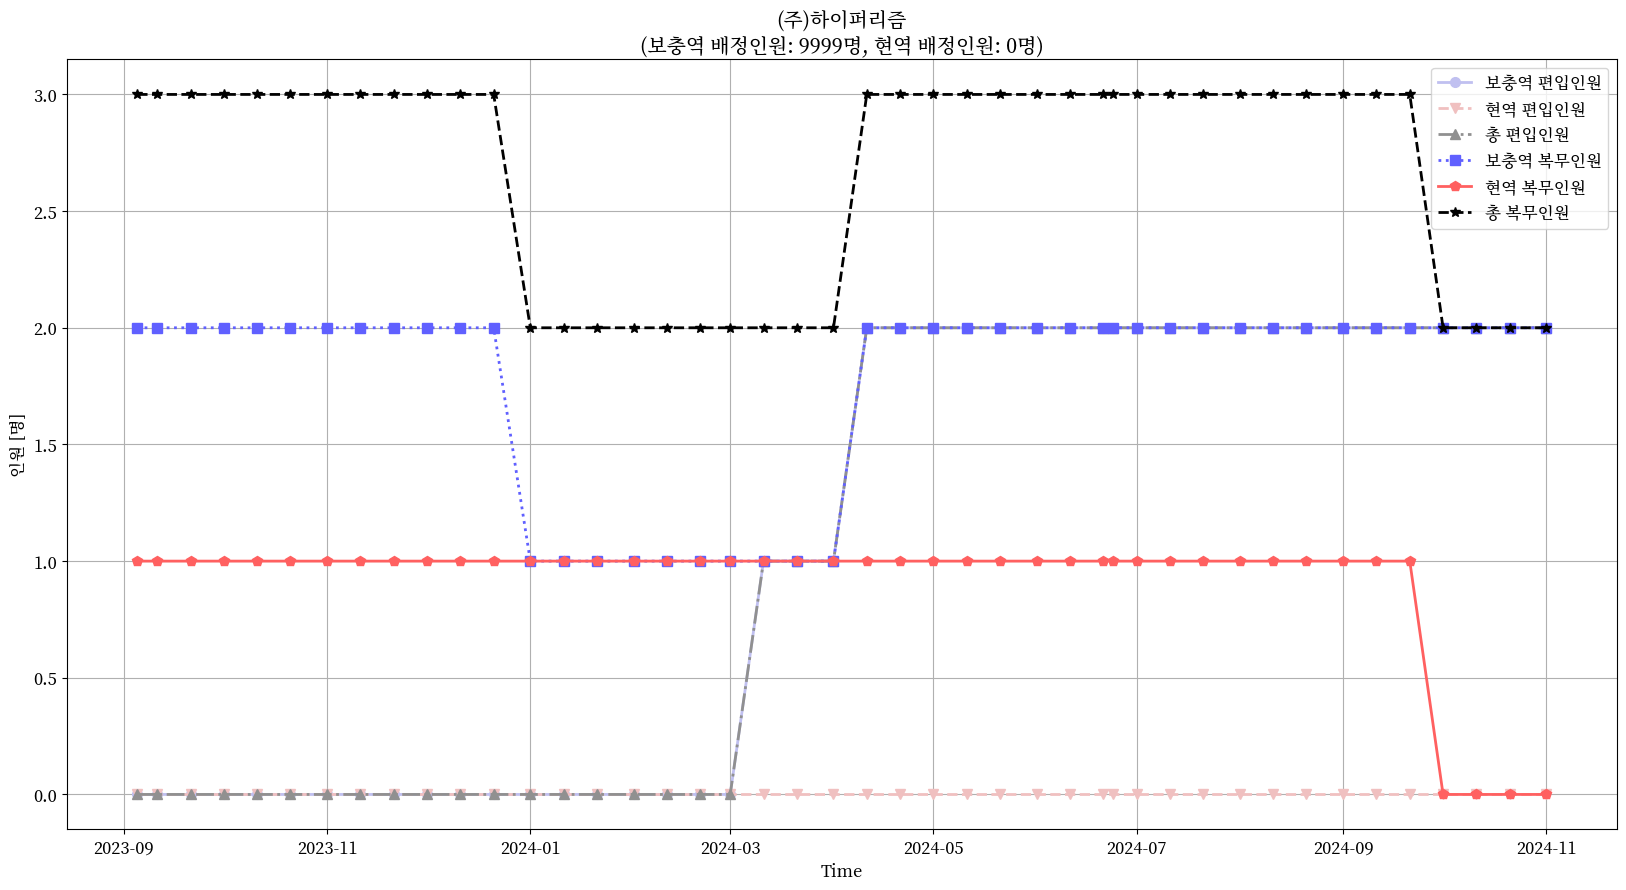 (주)하이퍼리즘
(보충역 배정인원: 9999명, 현역 배정인원: 0명)
보충역 편입인원
현역 편입인원
총 편입인원
보충역 복무인원
현역 복무인원
총 복무인원
인원 [명]
3.0
2.5
2.0
1.5
1.0
0.5
0.0
2023-09
2023-11
2024-01
2024-03
2024-05
2024-07
2024-09
2024-11
Time